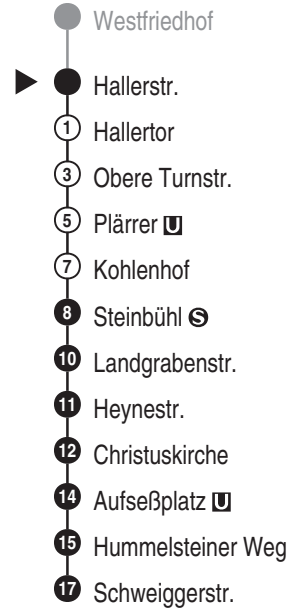 Westfriedhof
Hallerstr.
1 Hallertor
3 Obere Turnstr.
5 Plärrer U
7 Kohlenhof
8 Steinbühl S
10 Landgrabenstr.
11 Heynestr.
12 Christuskirche
14 Aufseßplatz U
15 Hummelsteiner Weg
17 Schweiggerstr.